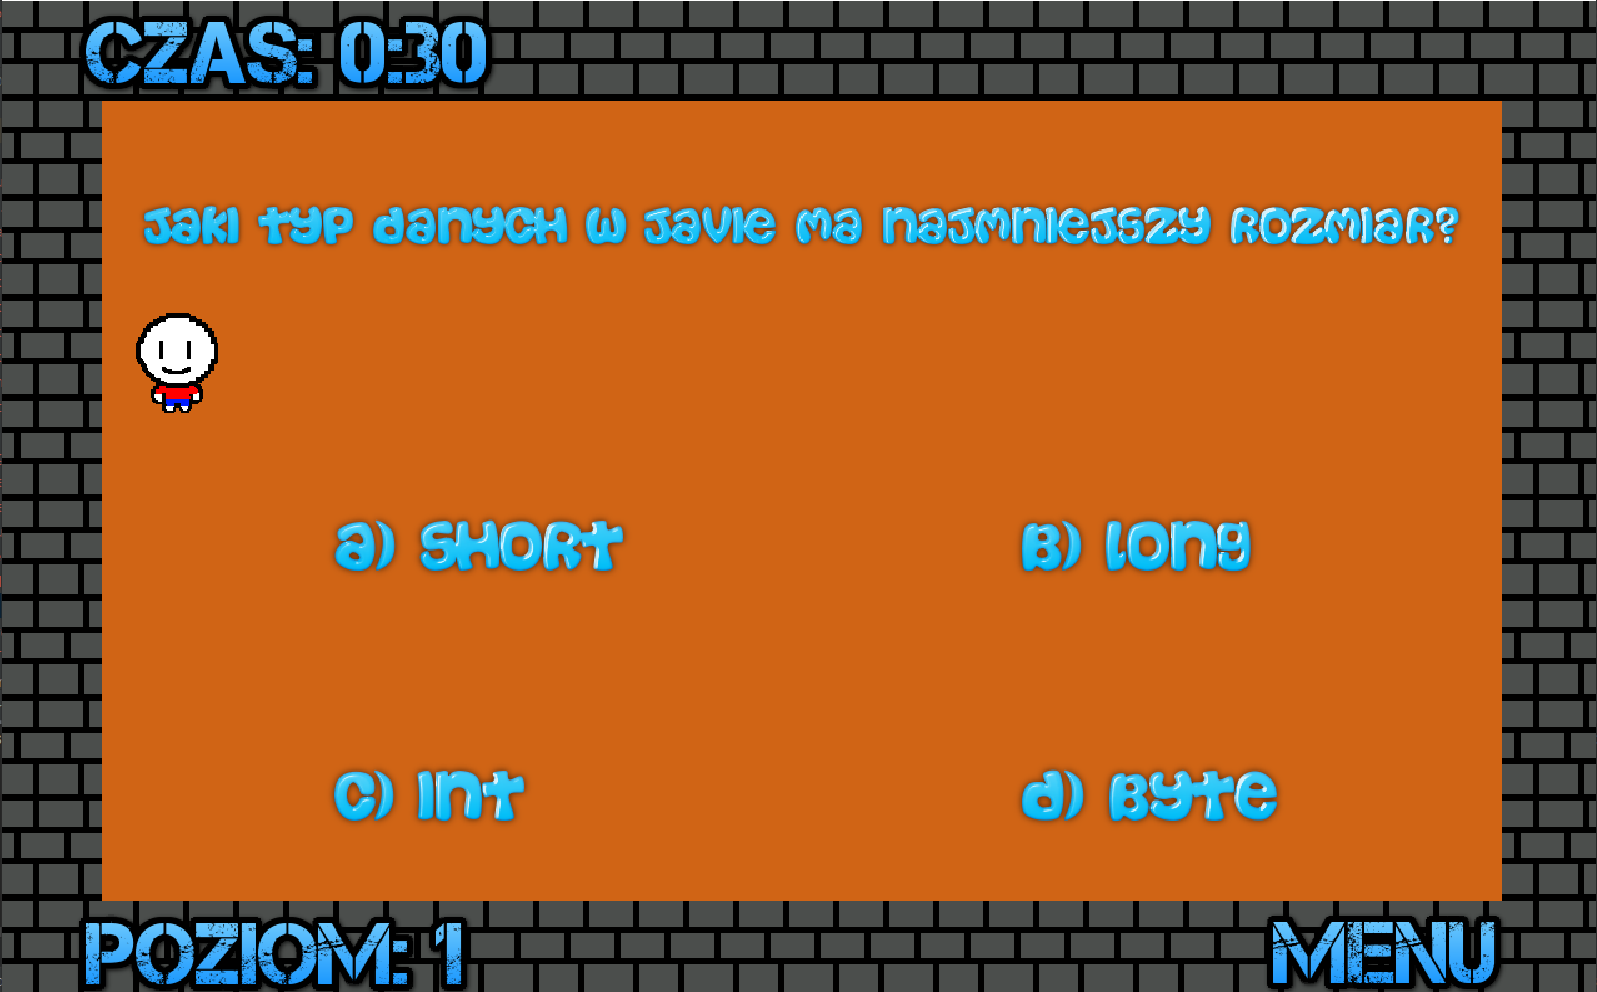 CZAS: 0:30
Jaki typ danych w Javie ma najmniejszy rozmiar?
a) short
b) long
c) int
d) byte
POZIOM: 1
MENU